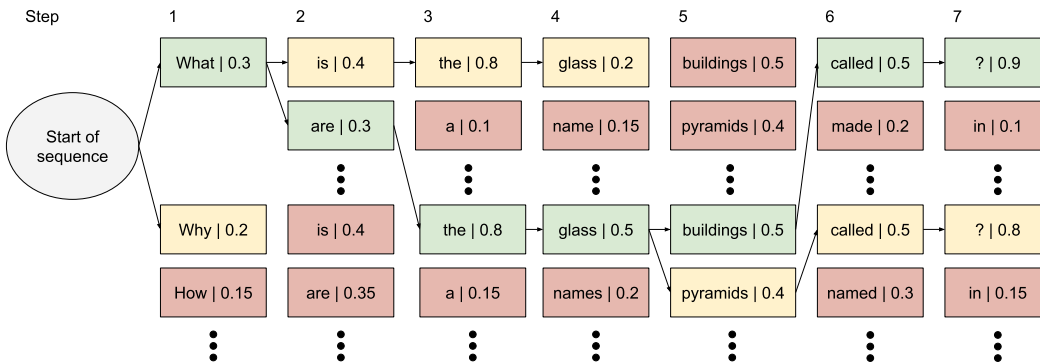 Step 1 2 3 4 5 6 7
What | 0.3 is | 0.4 the | 0.8 glass | 0.2 buildings | 0.5 called | 0.5 ? | 0.9
are | 0.3 a | 0.1 name | 0.15 pyramids | 0.4 made | 0.2 in | 0.1
Start of
sequence
Why | 0.2 is | 0.4 the | 0.8 glass | 0.5 buildings | 0.5 called | 0.5 ? | 0.8
How | 0.15 are | 0.35 a | 0.15 names | 0.2 pyramids | 0.4 named | 0.3 in | 0.15